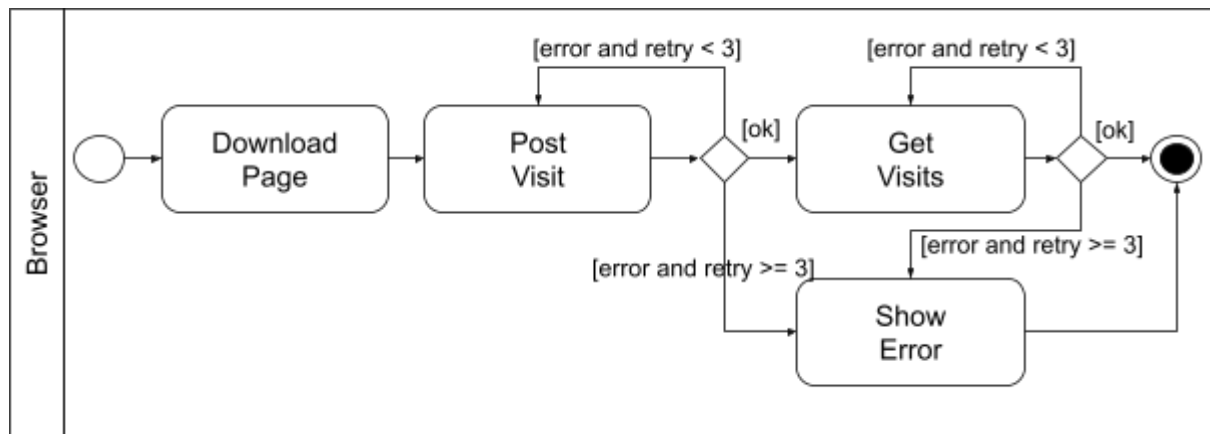 Browser
Download
Page
[error and retry < 3]
Post
Visit
[ok]
[error and retry < 3]
Get
Visits
[ok]
[error and retry >= 3]
[error and retry >= 3]
Show
Error